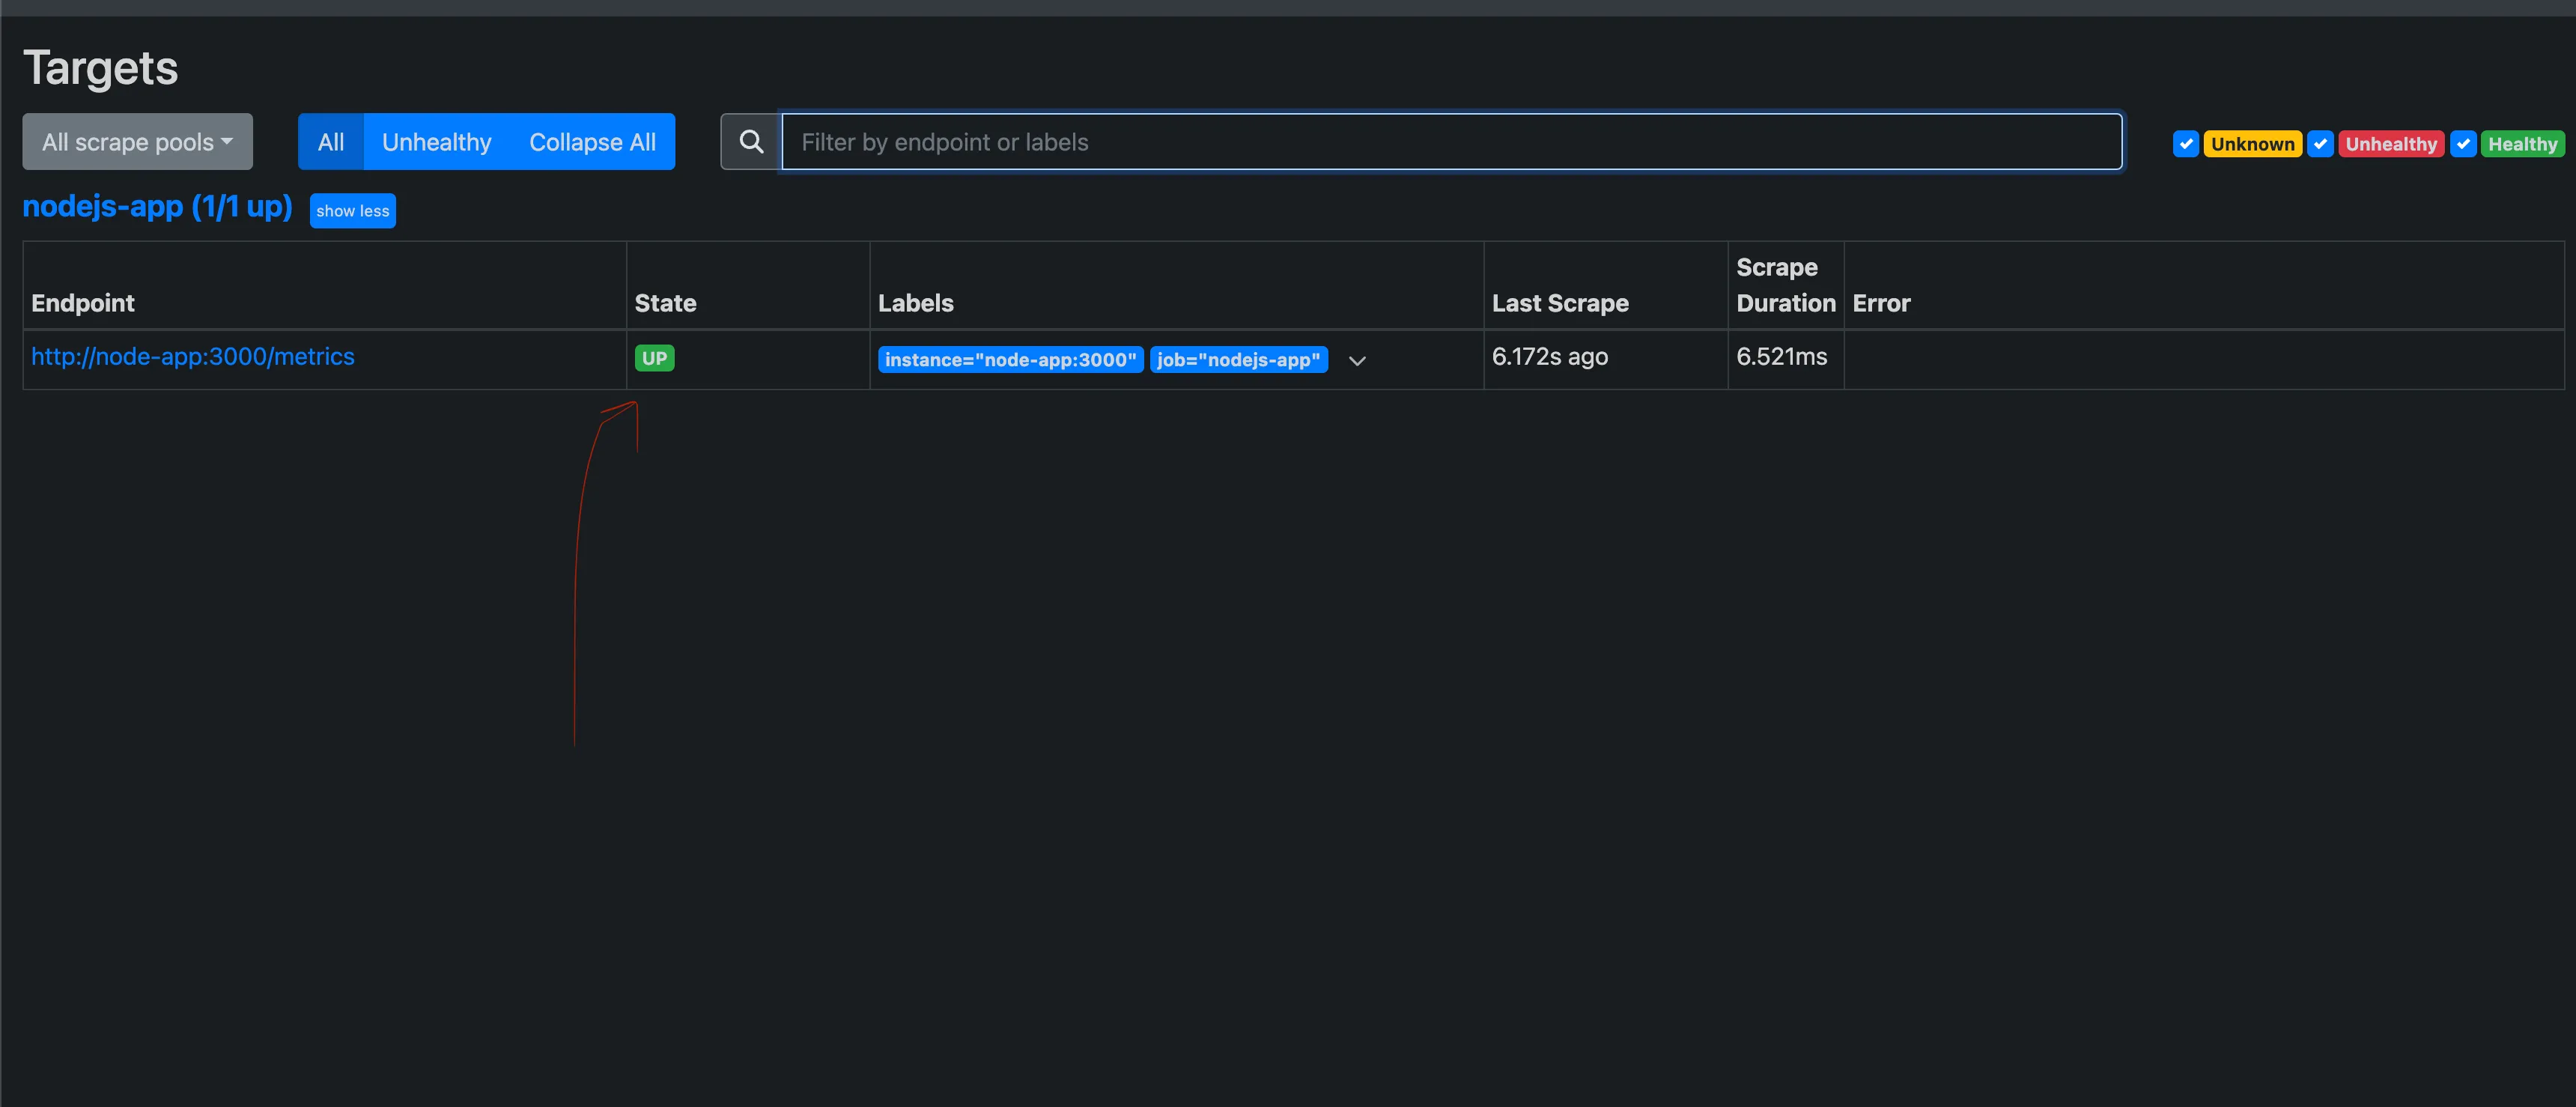 Targets
All scrape pools All Unhealthy Collapse All Filter by endpoint or labels Unknown Unhealthy Healthy
nodejs-app (1/1 up) show less
Endpoint State Labels Last Scrape Scrape Duration Error
http://node-app:3000/metrics UP instance="node-app:3000" job="nodejs-app" 6.172s ago 6.521ms